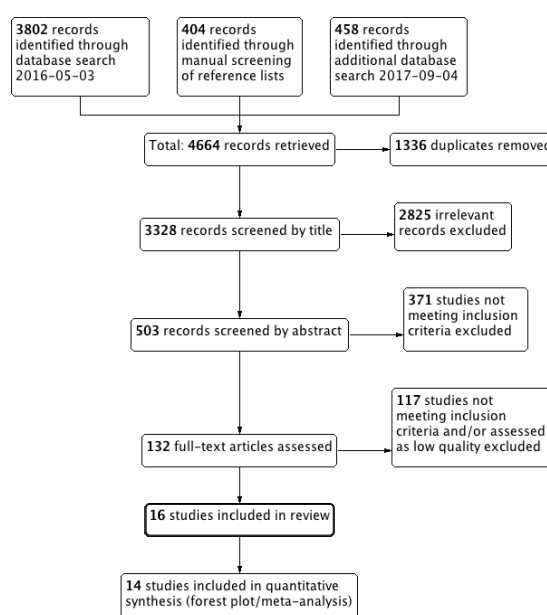 3802 records
identified through
database search
2016-05-03
404 records
identified through
manual screening
of reference lists
458 records
identified through
additional database
search 2017-09-04
Total: 4664 records retrieved
1336 duplicates removed
3328 records screened by title
2825 irrelevant
records excluded
503 records screened by abstract
371 studies not
meeting inclusion
criteria excluded
132 full-text articles assessed
117 studies not
meeting inclusion
criteria and/or assessed
as low quality excluded
16 studies included in review
14 studies included in quantitative
synthesis (forest plot/meta-analysis)